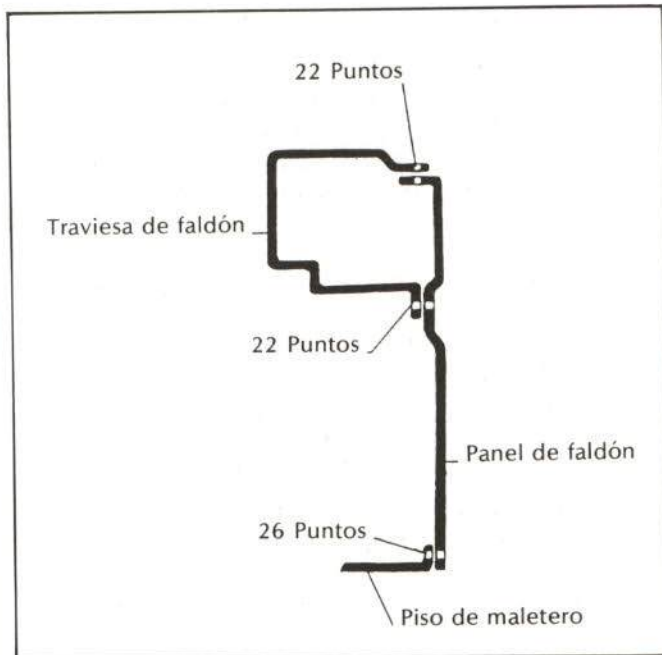 22 Puntos
Traviesa de faldón
22 Puntos
Panel de faldón
26 Puntos
Piso de maletero